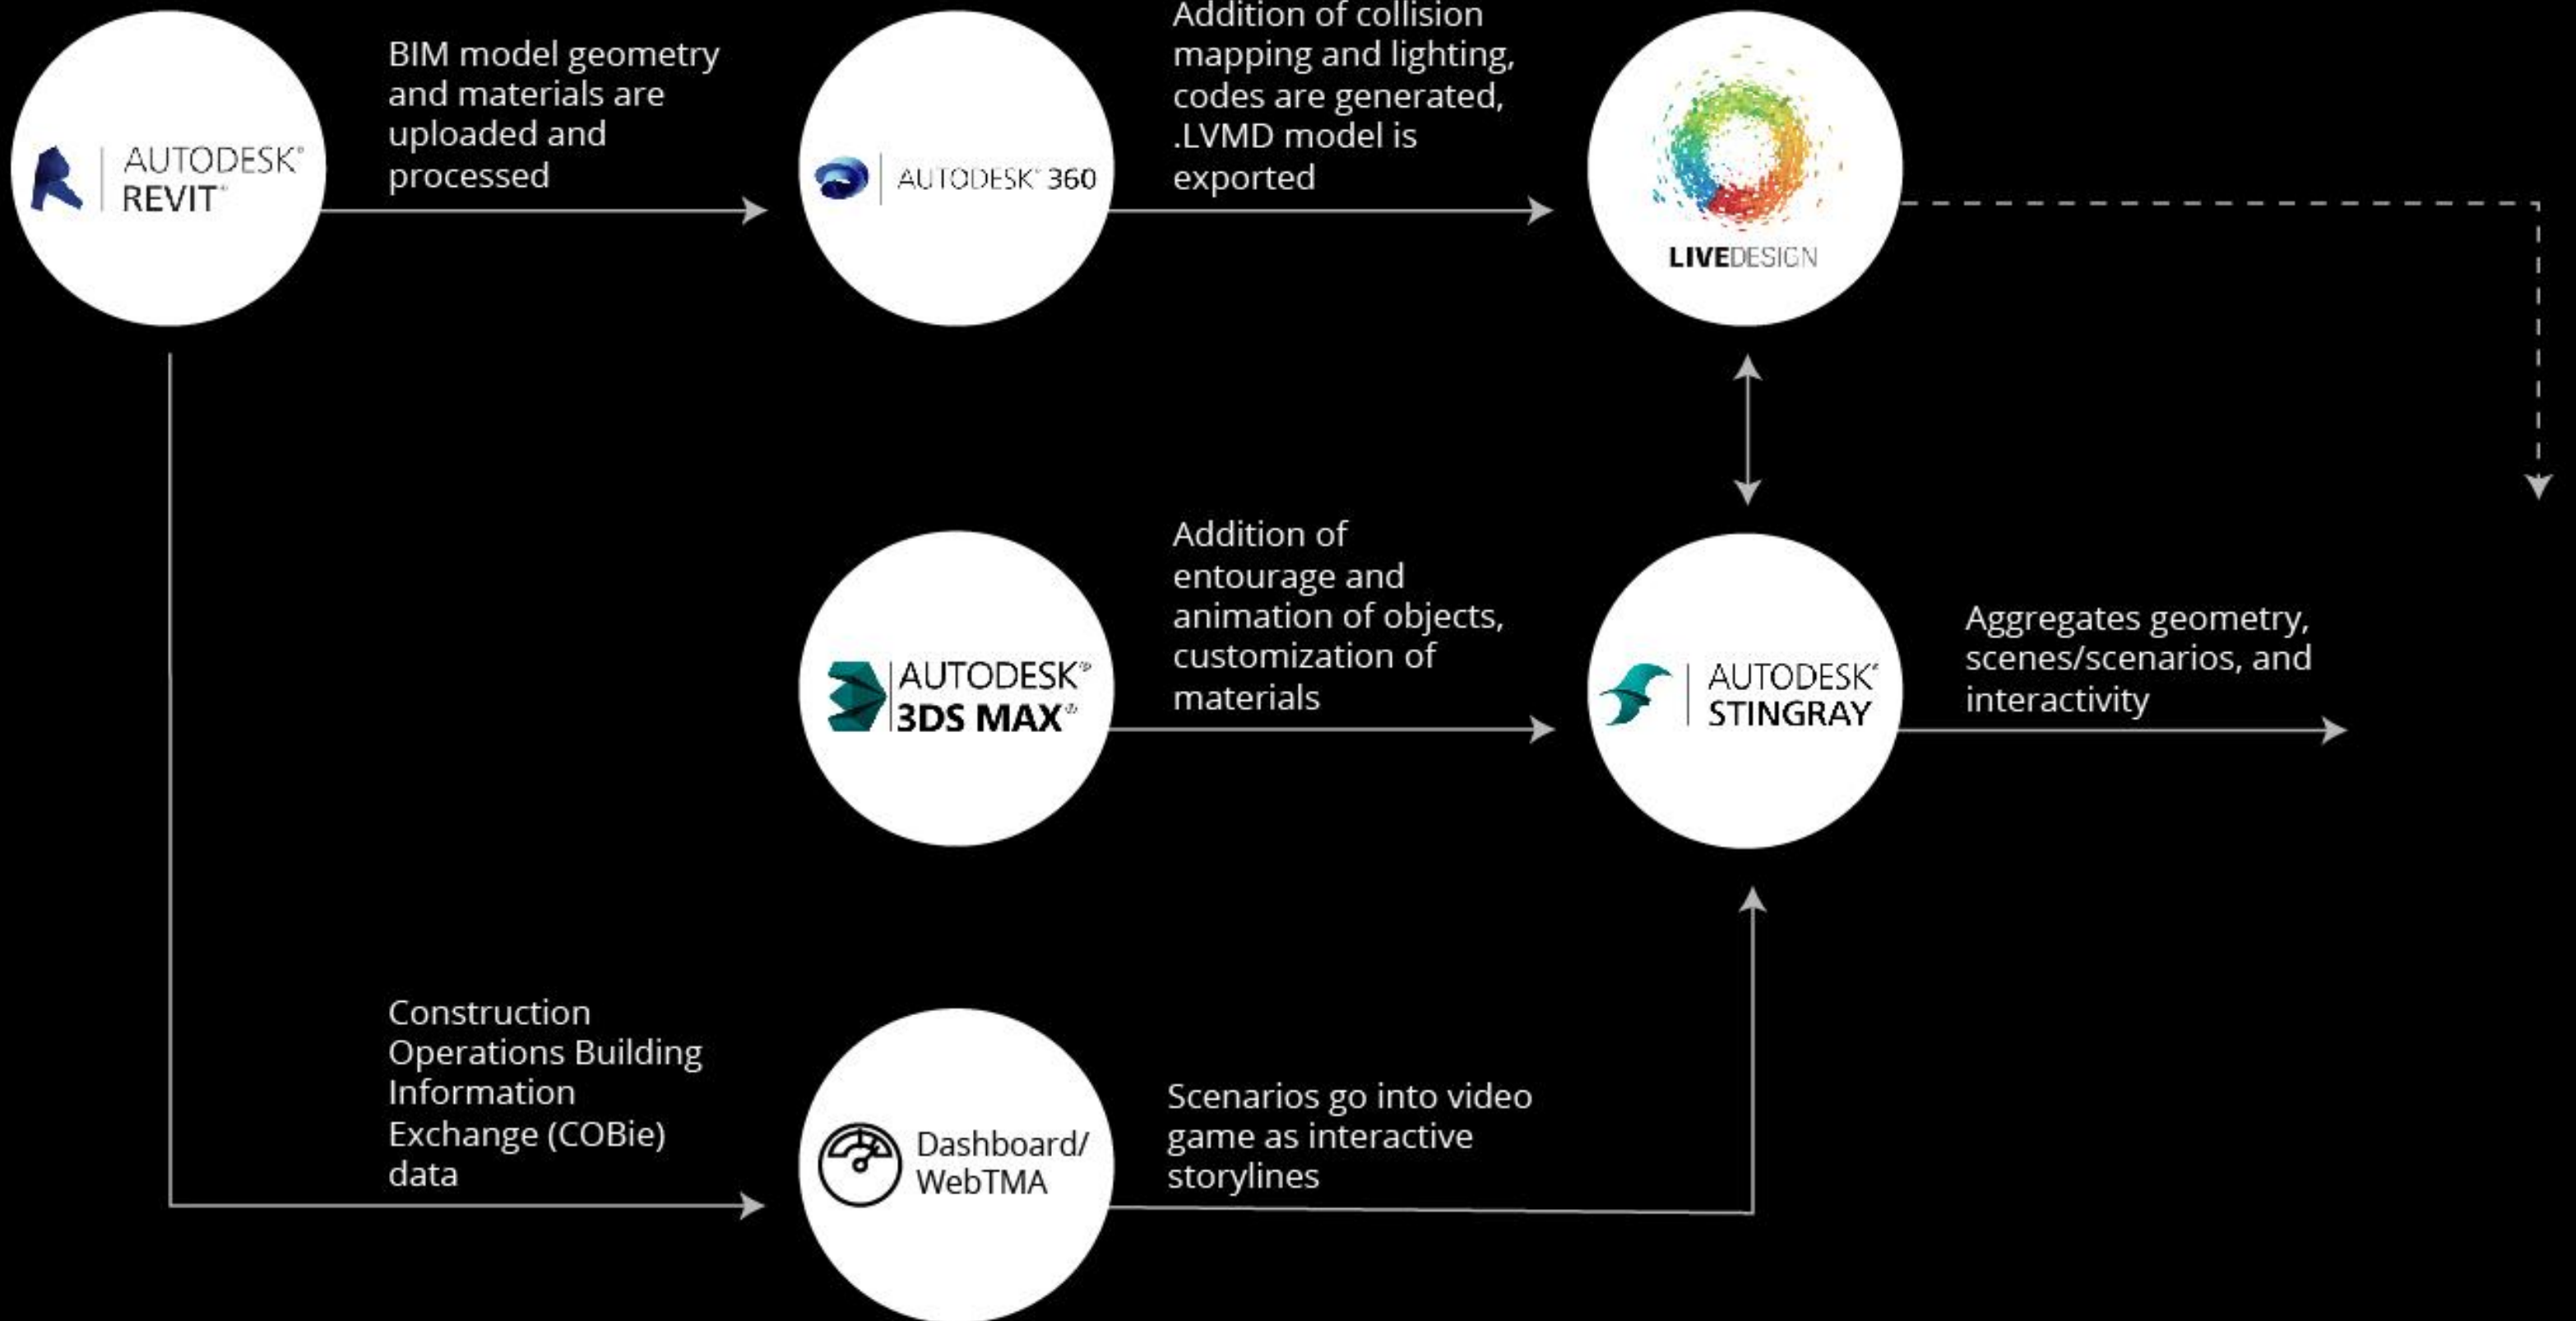 AUTODESK®
REVIT®
BIM model geometry
and materials are
uploaded and
processed
AUTODESK® 360
Addition of collision
mapping and lighting,
codes are generated,
.LVMD model is
exported
LIVEDESIGN
AUTODESK®
3DS MAX®
Addition of
entourage and
animation of objects,
customization of
materials
AUTODESK®
STINGRAY
Aggregates geometry,
scenes/scenarios, and
interactivity
Construction
Operations Building
Information
Exchange (COBie)
data
Dashboard/
WebTMA
Scenarios go into video
game as interactive
storylines